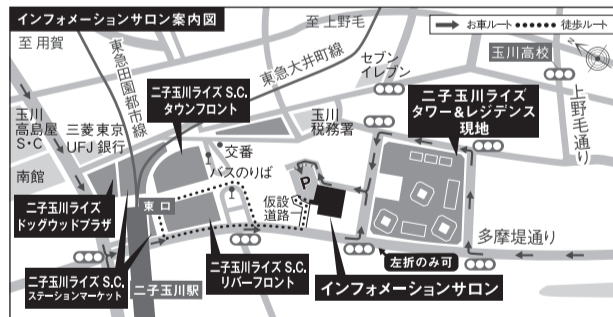 インフォメーションサロン案内図
至 上野毛
お車ルート
徒歩ルート
至 用賀
東急田園都市線
東急大井町線
セブン
イレブン
玉川高校
上野毛通り
二子玉川ライズ S.C.
タウンフロント
玉川
税務署
二子玉川ライズ
タワー&レジデンス
現地
玉川
高島屋
S・C
三菱東京
UFJ 銀行
交番
バスのりば
南館
P
仮設
道路
東口
二子玉川ライズ
ドッグウッドプラザ
多摩堤通り
左折のみ可
二子玉川ライズ S.C.
ステーションマーケット
二子玉川駅
二子玉川ライズ S.C.
リバーフロント
インフォメーションサロン